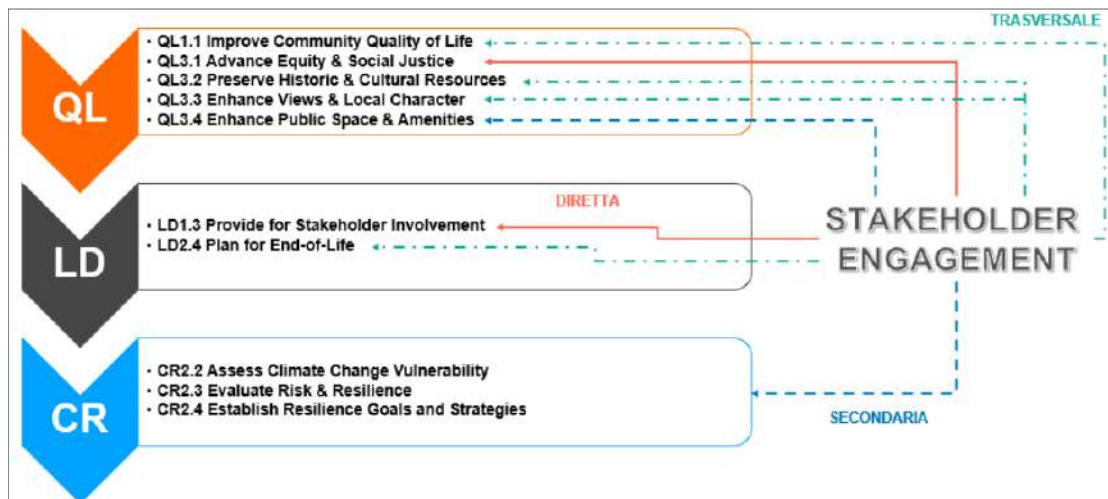 TRASVERSALE
QL
• QL1.1 Improve Community Quality of Life
• QL3.1 Advance Equity & Social Justice
• QL3.2 Preserve Historic & Cultural Resources
• QL3.3 Enhance Views & Local Character
• QL3.4 Enhance Public Space & Amenities
DIRETTA
LD
• LD1.3 Provide for Stakeholder Involvement
• LD2.4 Plan for End-of-Life
STAKEHOLDER
ENGAGEMENT
CR
• CR2.2 Assess Climate Change Vulnerability
• CR2.3 Evaluate Risk & Resilience
• CR2.4 Establish Resilience Goals and Strategies
SECONDARIA